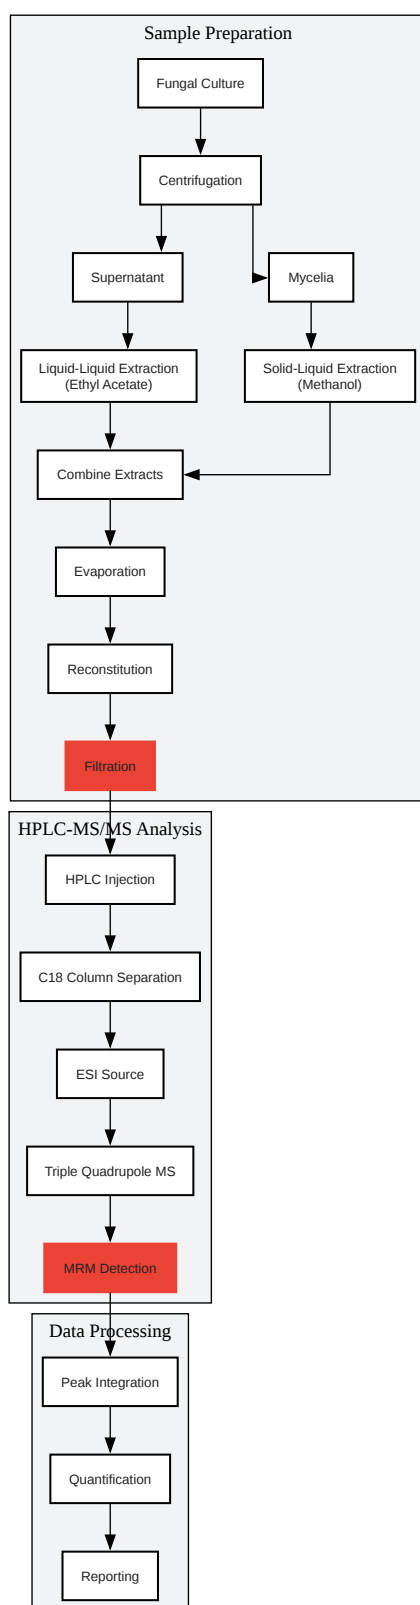 Sample Preparation
Fungal Culture
Centrifugation
Supernatant
Mycelia
Liquid-Liquid Extraction
(Ethyl Acetate)
Solid-Liquid Extraction
(Methanol)
Combine Extracts
Evaporation
Reconstitution
Filtration
HPLC-MS/MS Analysis
HPLC Injection
C18 Column Separation
ESI Source
Triple Quadrupole MS
MRM Detection
Data Processing
Peak Integration
Quantification
Reporting